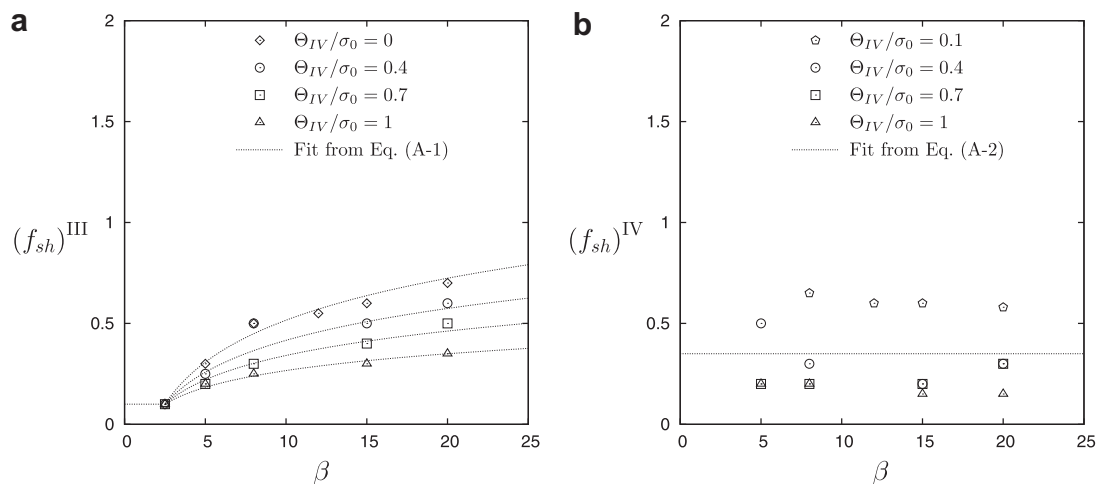 a
2
1.5
1
0.5
0
0 5 10 15 20 25
(f_sh)^III
β
Θ_IV/σ_0 = 0
Θ_IV/σ_0 = 0.4
Θ_IV/σ_0 = 0.7
Θ_IV/σ_0 = 1
Fit from Eq. (A-1)
b
2
1.5
1
0.5
0
0 5 10 15 20 25
(f_sh)^IV
β
Θ_IV/σ_0 = 0.1
Θ_IV/σ_0 = 0.4
Θ_IV/σ_0 = 0.7
Θ_IV/σ_0 = 1
Fit from Eq. (A-2)